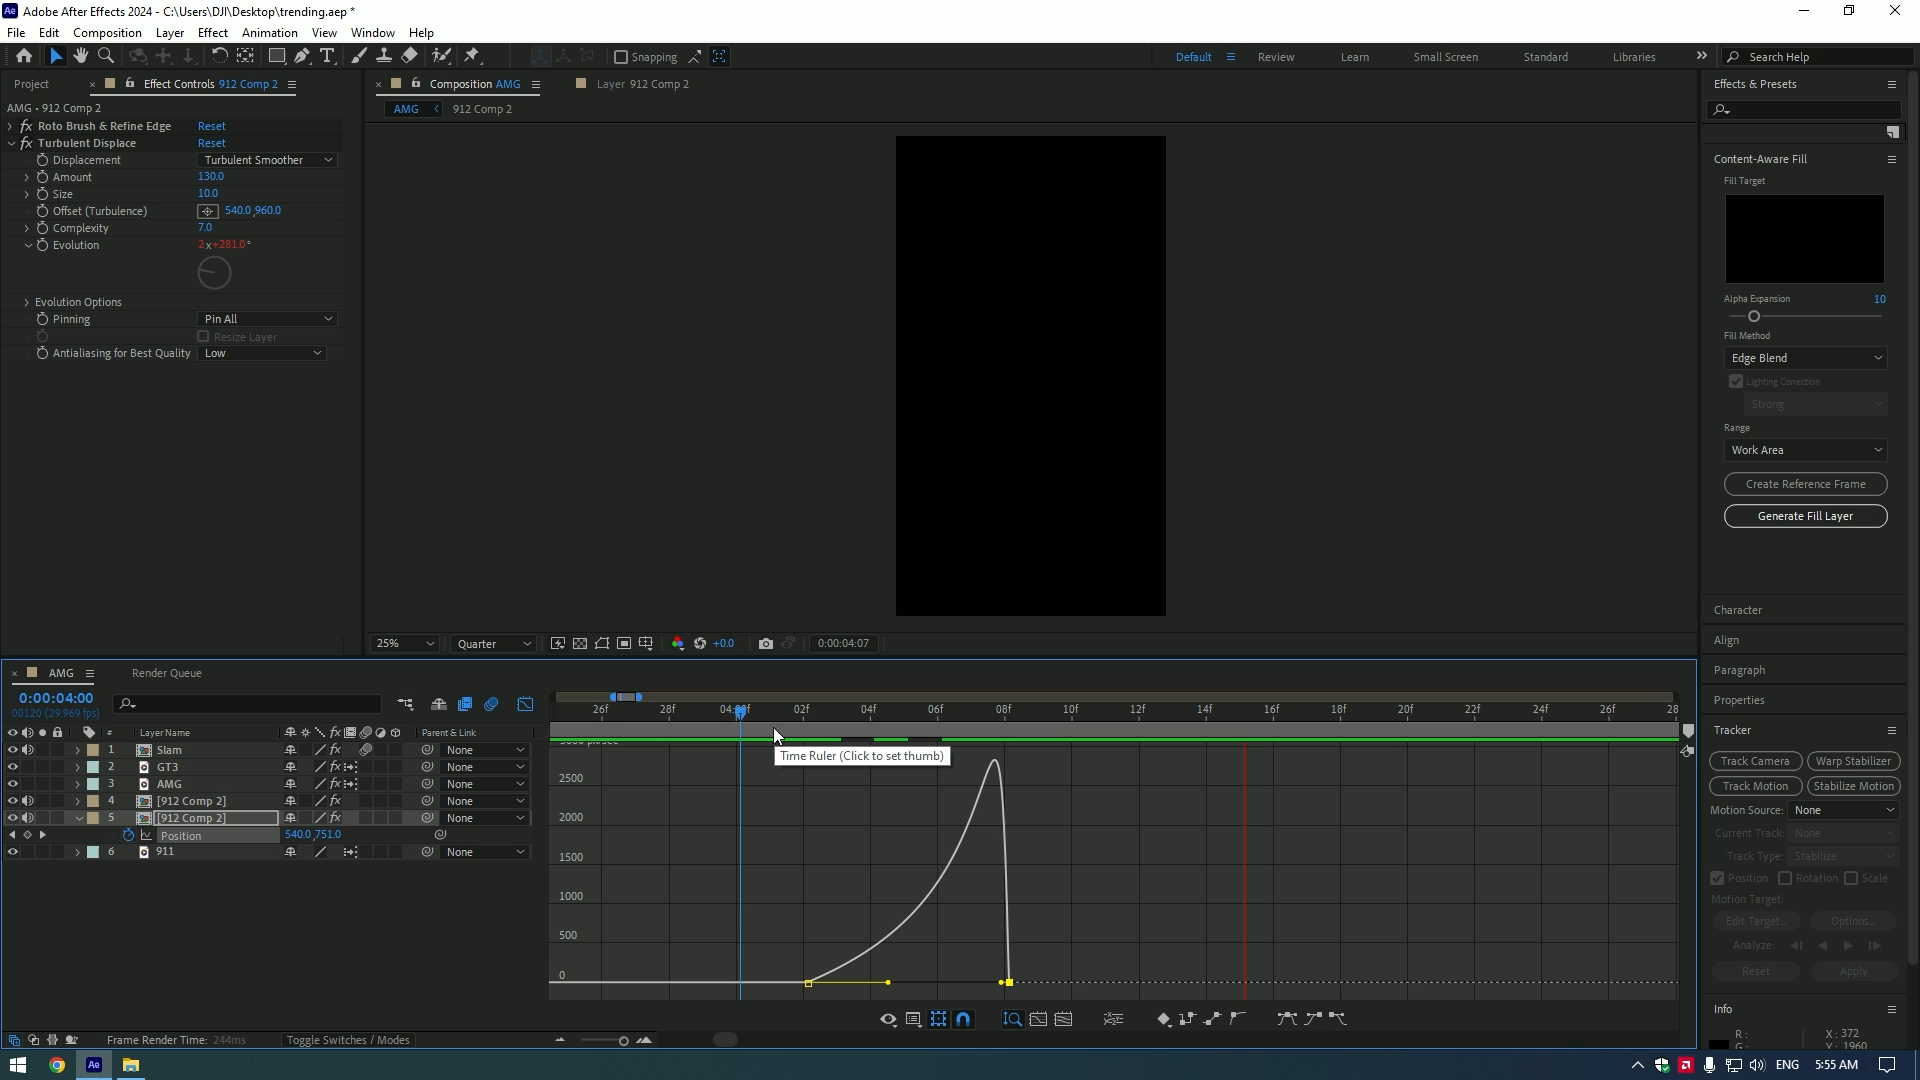 Adobe After Effects 2024 - C:\Users\DJI\Desktop\trending.aep *
File Edit Composition Layer Effect Animation View Window Help
Snapping Default Review Learn Small Screen Standard Libraries Search Help
Project Effect Controls 912 Comp 2
AMG • 912 Comp 2
Roto Brush & Refine Edge Reset
Turbulent Displace Reset
Displacement Turbulent Smoother
Amount 130.0
Size 10.0
Offset (Turbulence) 540.0,960.0
Complexity 7.0
Evolution 2x+281.0°
Evolution Options
Pinning Pin All
Resize Layer
Antialiasing for Best Quality Low
Composition AMG Layer 912 Comp 2
AMG 912 Comp 2
25% Quarter +0.0 0:00:04:07
Effects & Presets
Content-Aware Fill
Fill Target
Alpha Expansion 10
Fill Method
Edge Blend
Lighting Correction
Strong
Range
Work Area
Create Reference Frame
Generate Fill Layer
Character
Align
Paragraph
Properties
Tracker
Track Camera Warp Stabilizer
Track Motion Stabilize Motion
Motion Source: None
Current Track: None
Track Type: Stabilize
Position Rotation Scale
Motion Target:
Edit Target... Options...
Analyze:
Reset Apply
Info
R: X: 372
G: Y: 1960
AMG Render Queue
0:00:04:00
00120 (29.969 fps)
# Layer Name Parent & Link
1 Slam None
2 GT3 None
3 AMG None
4 [912 Comp 2] None
5 [912 Comp 2] None
Position 540.0,751.0
6 911 None
26f 28f 02f 04f 06f 08f 10f 12f 14f 16f 18f 20f 22f 24f 26f 28
Time Ruler (Click to set thumb)
2500
2000
1500
1000
500
0
Frame Render Time: 244ms Toggle Switches / Modes
ENG 5:55 AM